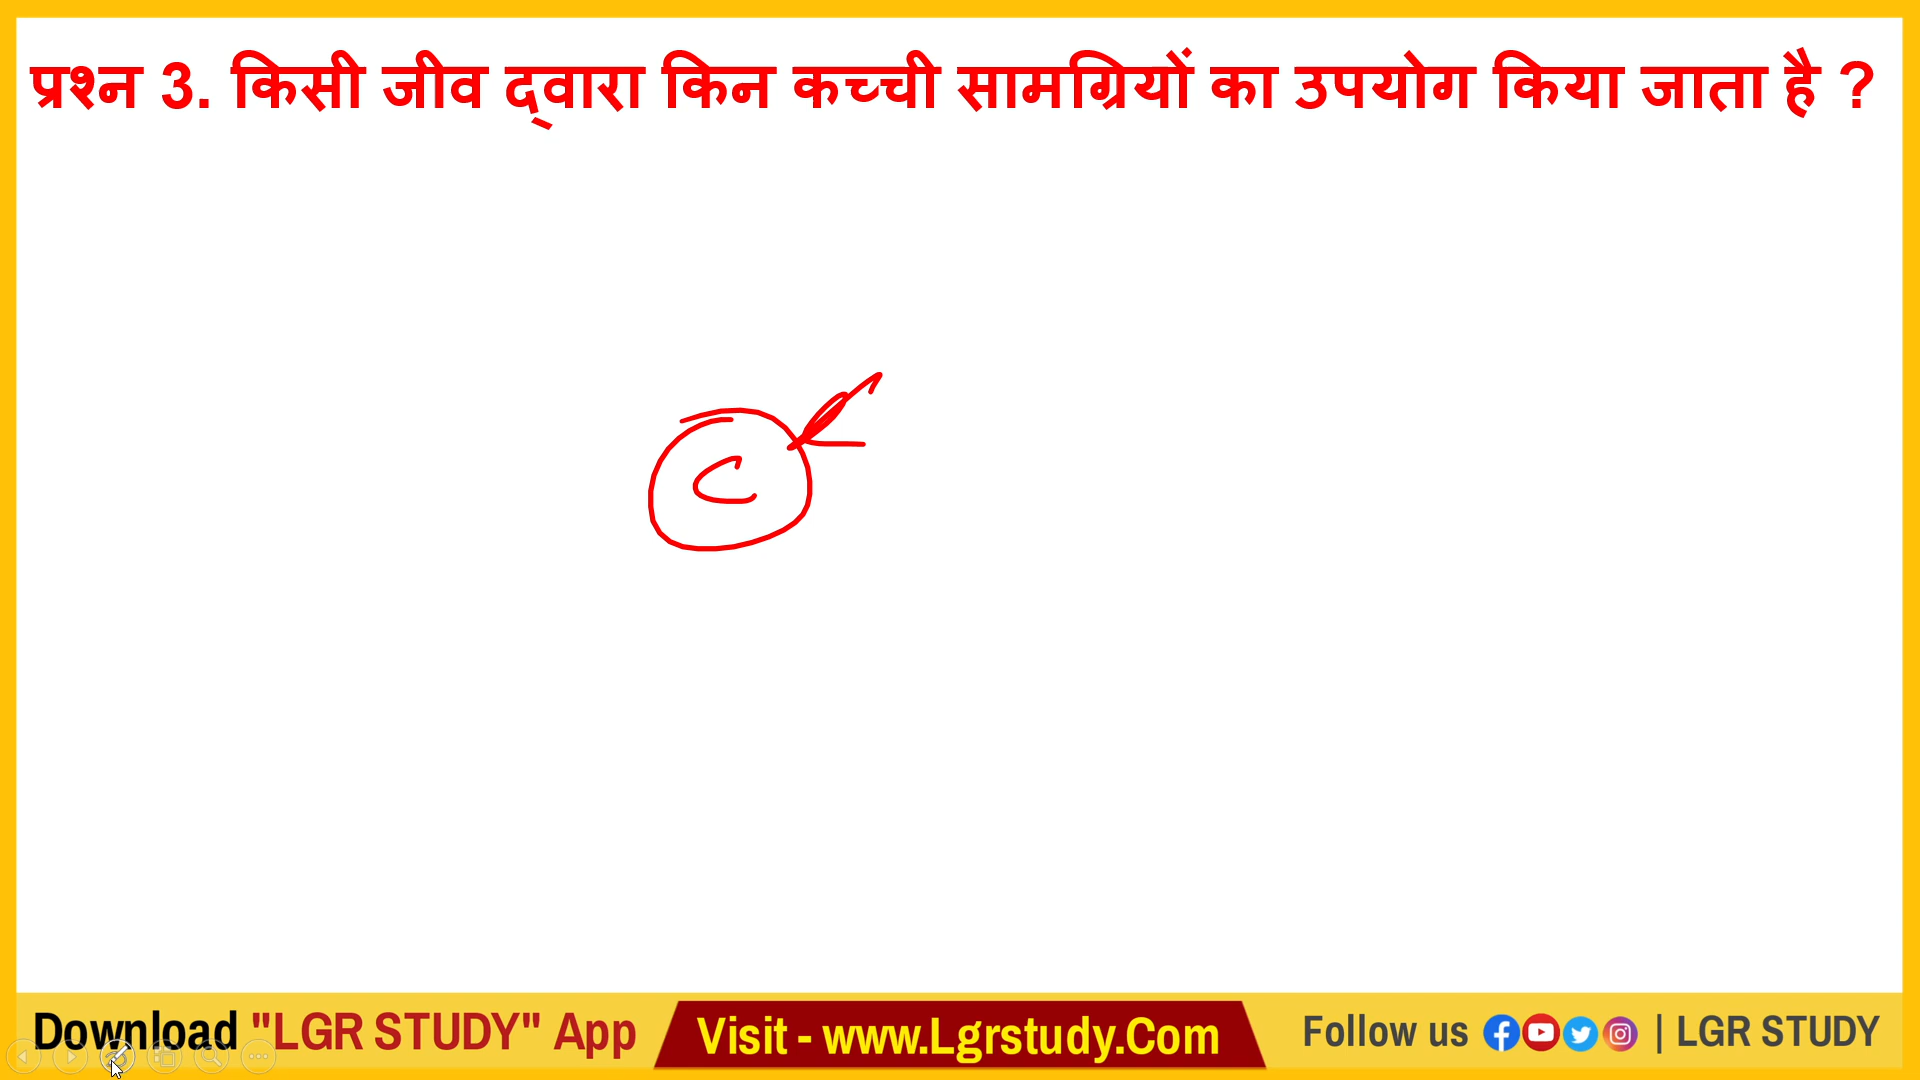 प्रश्न 3. किसी जीव द्वारा किन कच्ची सामग्रियों का उपयोग किया जाता है ?
C
Download "LGR STUDY" App
Visit - www.Lgrstudy.Com
Follow us | LGR STUDY